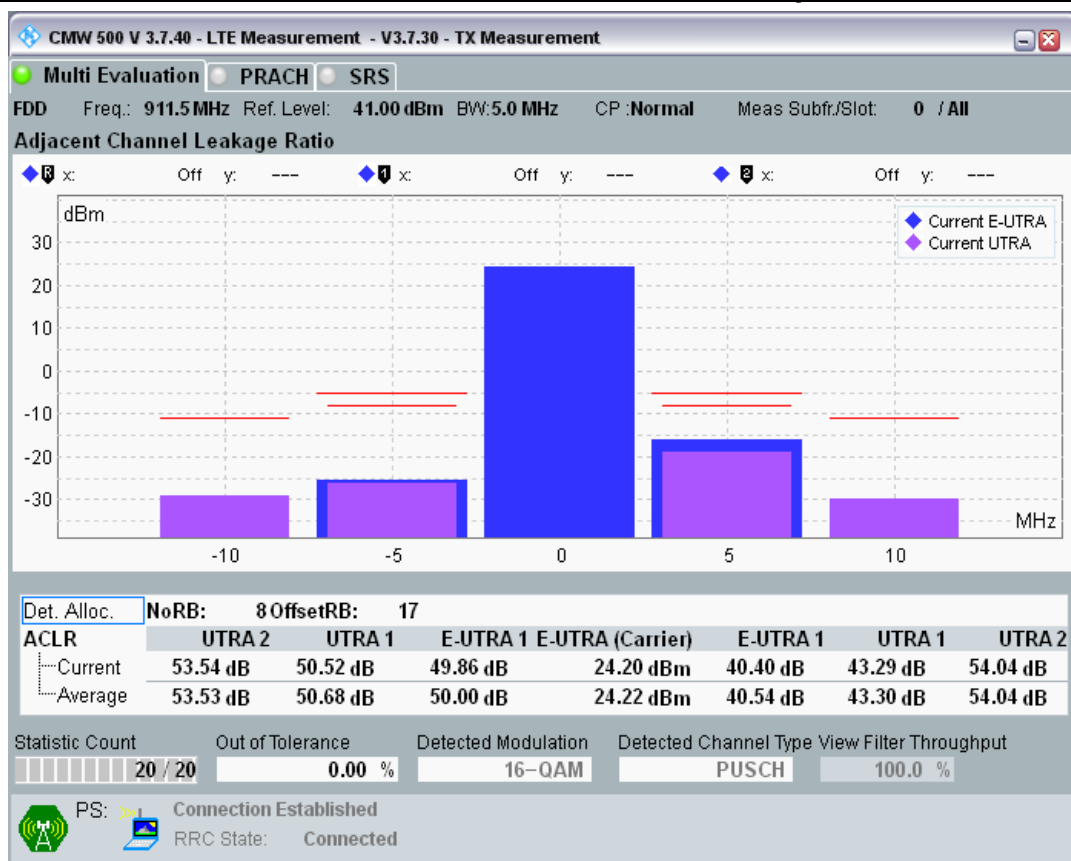 CMW 500 V 3.7.40 - LTE Measurement - V3.7.30 - TX Measurement
Multi Evaluation PRACH SRS
FDD Freq.: 911.5 MHz Ref. Level: 41.00 dBm BW:5.0 MHz CP :Normal Meas Subfr./Slot: 0 / All
Adjacent Channel Leakage Ratio
R x: Off y: --- 1 x: Off y: --- 2 x: Off y: ---
dBm
Current E-UTRA
Current UTRA
30
20
10
0
-10
-20
-30
MHz
-10 -5 0 5 10
Det. Alloc. NoRB: 8 OffsetRB: 17
ACLR UTRA 2 UTRA 1 E-UTRA 1 E-UTRA (Carrier) E-UTRA 1 UTRA 1 UTRA 2
Current 53.54 dB 50.52 dB 49.86 dB 24.20 dBm 40.40 dB 43.29 dB 54.04 dB
Average 53.53 dB 50.68 dB 50.00 dB 24.22 dBm 40.54 dB 43.30 dB 54.04 dB
Statistic Count Out of Tolerance Detected Modulation Detected Channel Type View Filter Throughput
20 / 20 0.00 % 16-QAM PUSCH 100.0 %
PS: Connection Established
RRC State: Connected